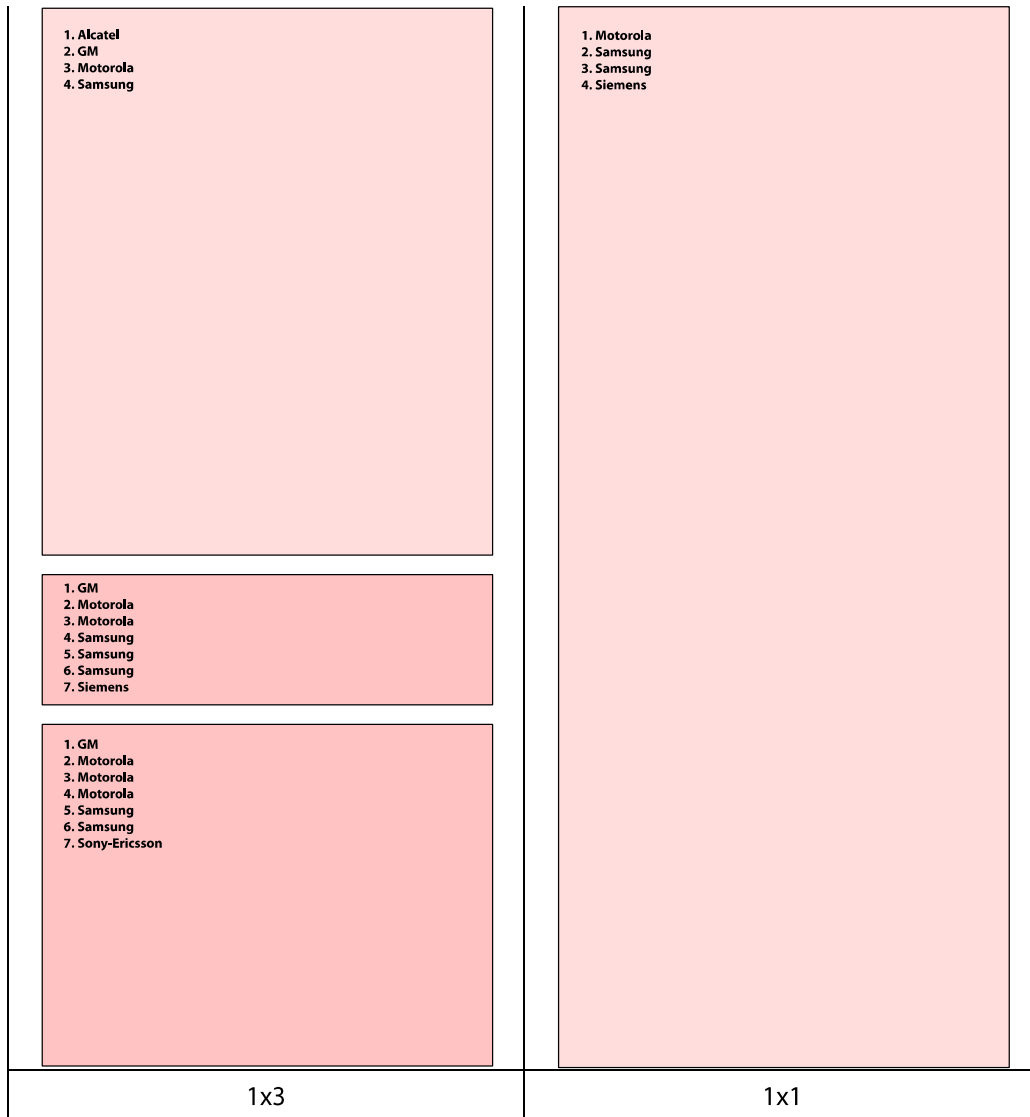 1. Alcatel
2. GM
3. Motorola
4. Samsung
1. GM
2. Motorola
3. Motorola
4. Samsung
5. Samsung
6. Samsung
7. Siemens
1. GM
2. Motorola
3. Motorola
4. Motorola
5. Samsung
6. Samsung
7. Sony-Ericsson
1x3
1. Motorola
2. Samsung
3. Samsung
4. Siemens
1x1